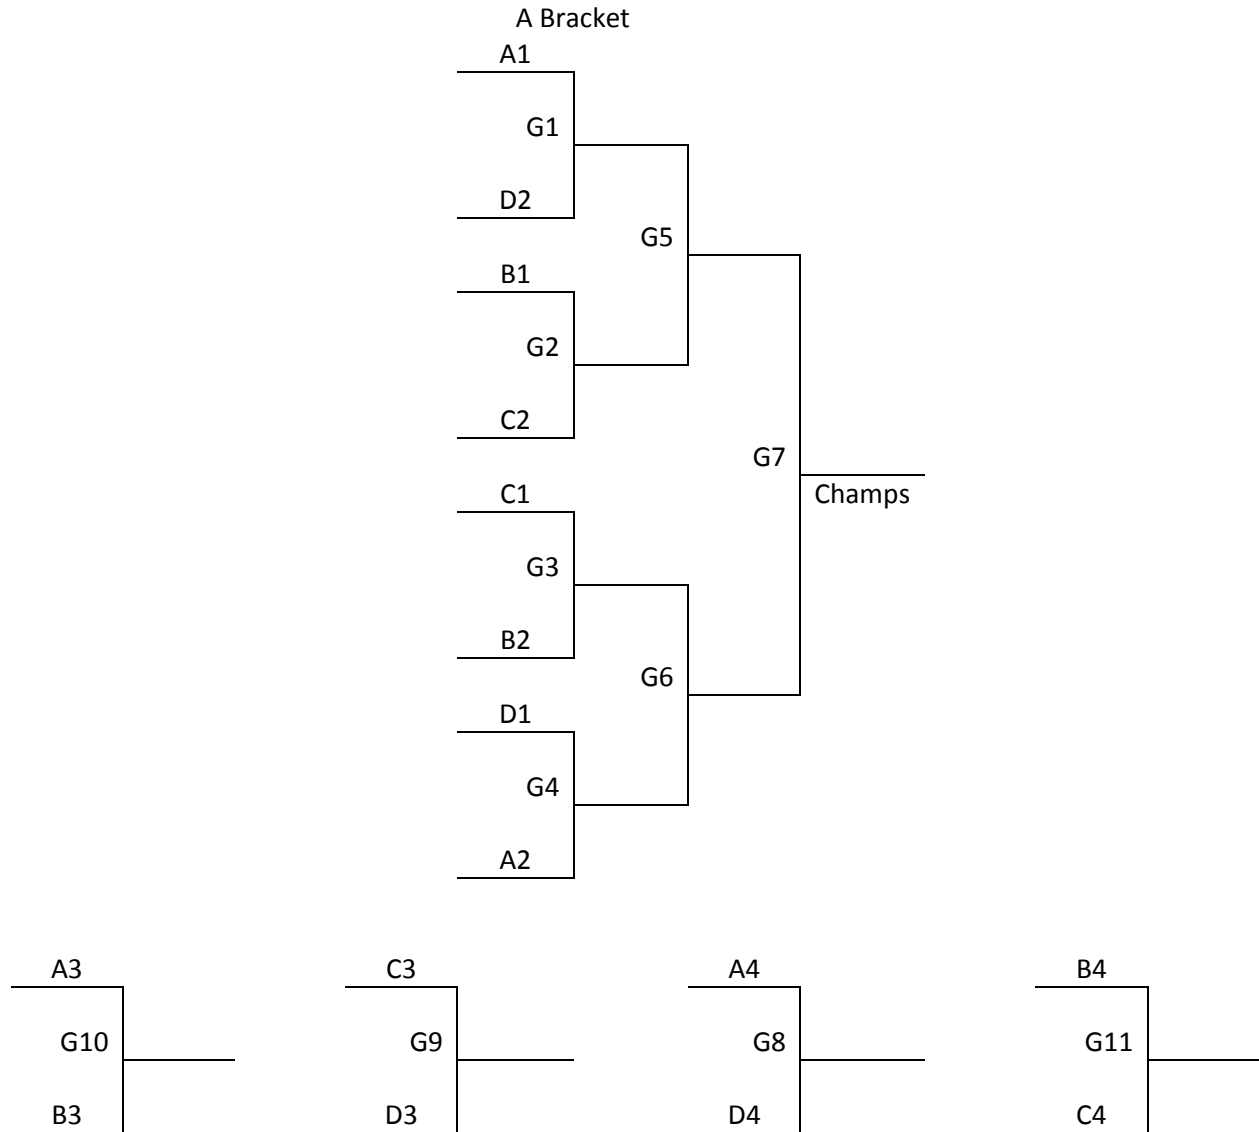 A Bracket
A1
G1
D2
G5
B1
G2
C2
G7
Champs
C1
G3
B2
G6
D1
G4
A2
A3 C3 A4 B4
G10 G9 G8 G11
B3 D3 D4 C4